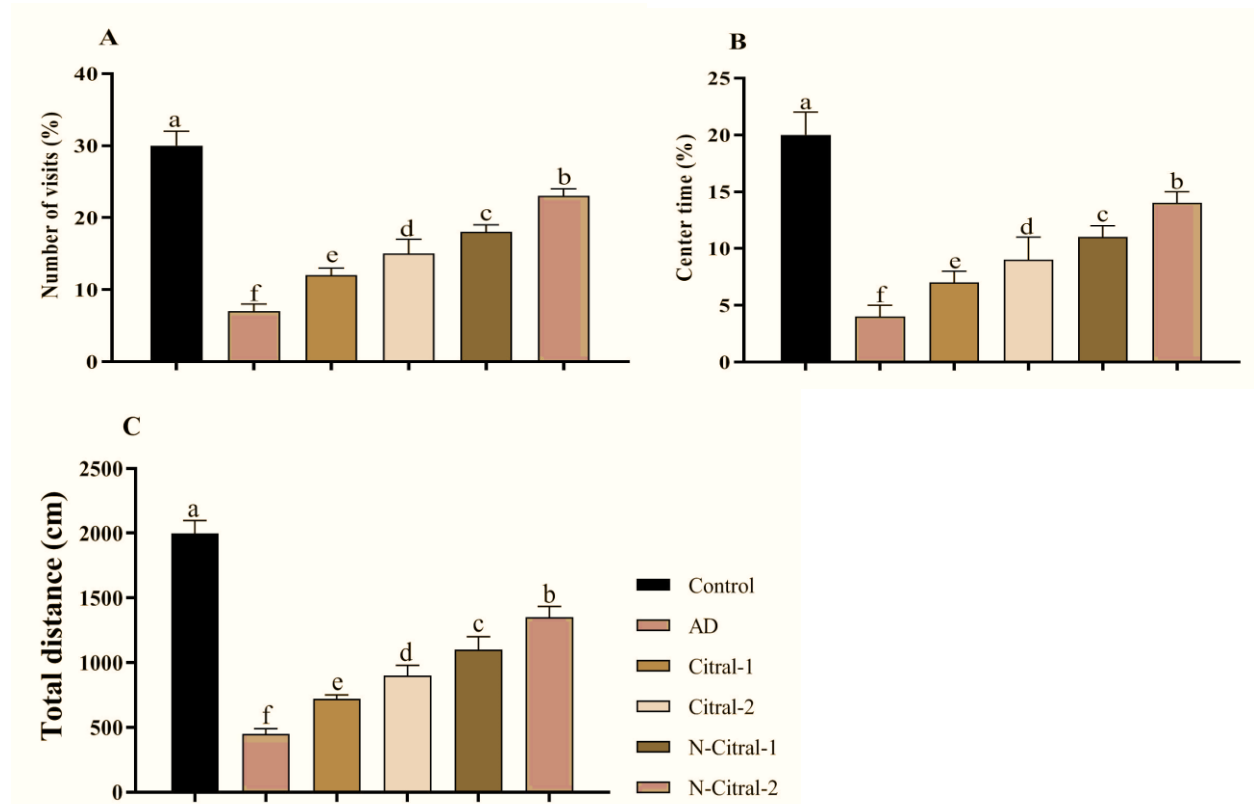 A
Number of visits (%)
40
30
20
10
0
a
f
e
d
c
b
B
Center time (%)
25
20
15
10
5
0
a
f
e
d
c
b
C
Total distance (cm)
2500
2000
1500
1000
500
0
a
f
e
d
c
b
Control
AD
Citral-1
Citral-2
N-Citral-1
N-Citral-2